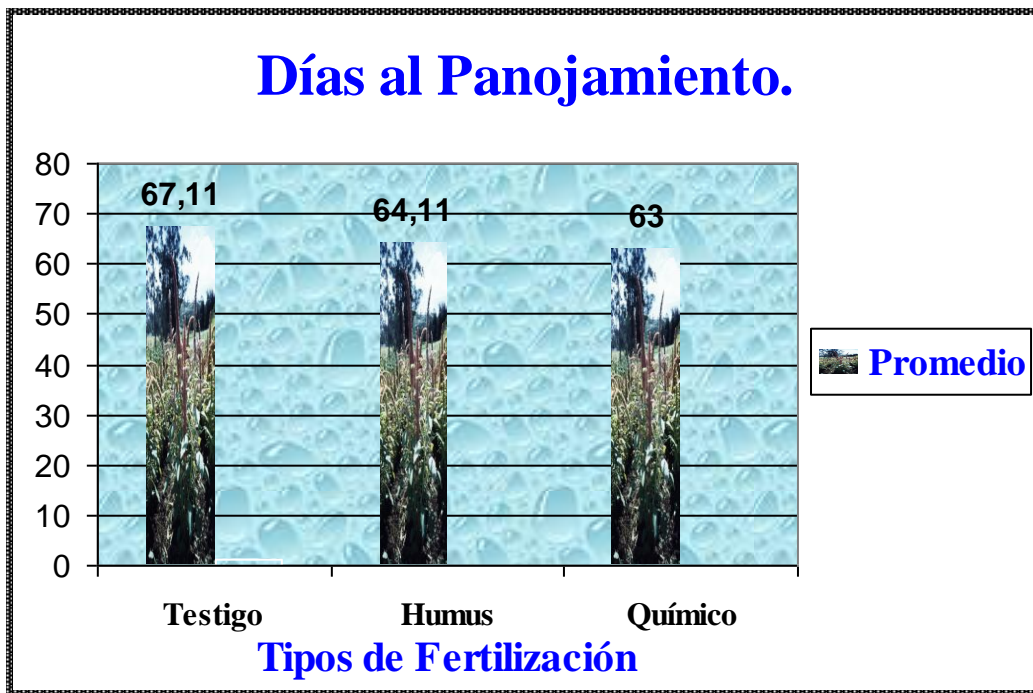 Días al Panojamiento.
80
70
60
50
40
30
20
10
0
67,11
64,11
63
Testigo
Humus
Químico
Tipos de Fertilización
Promedio